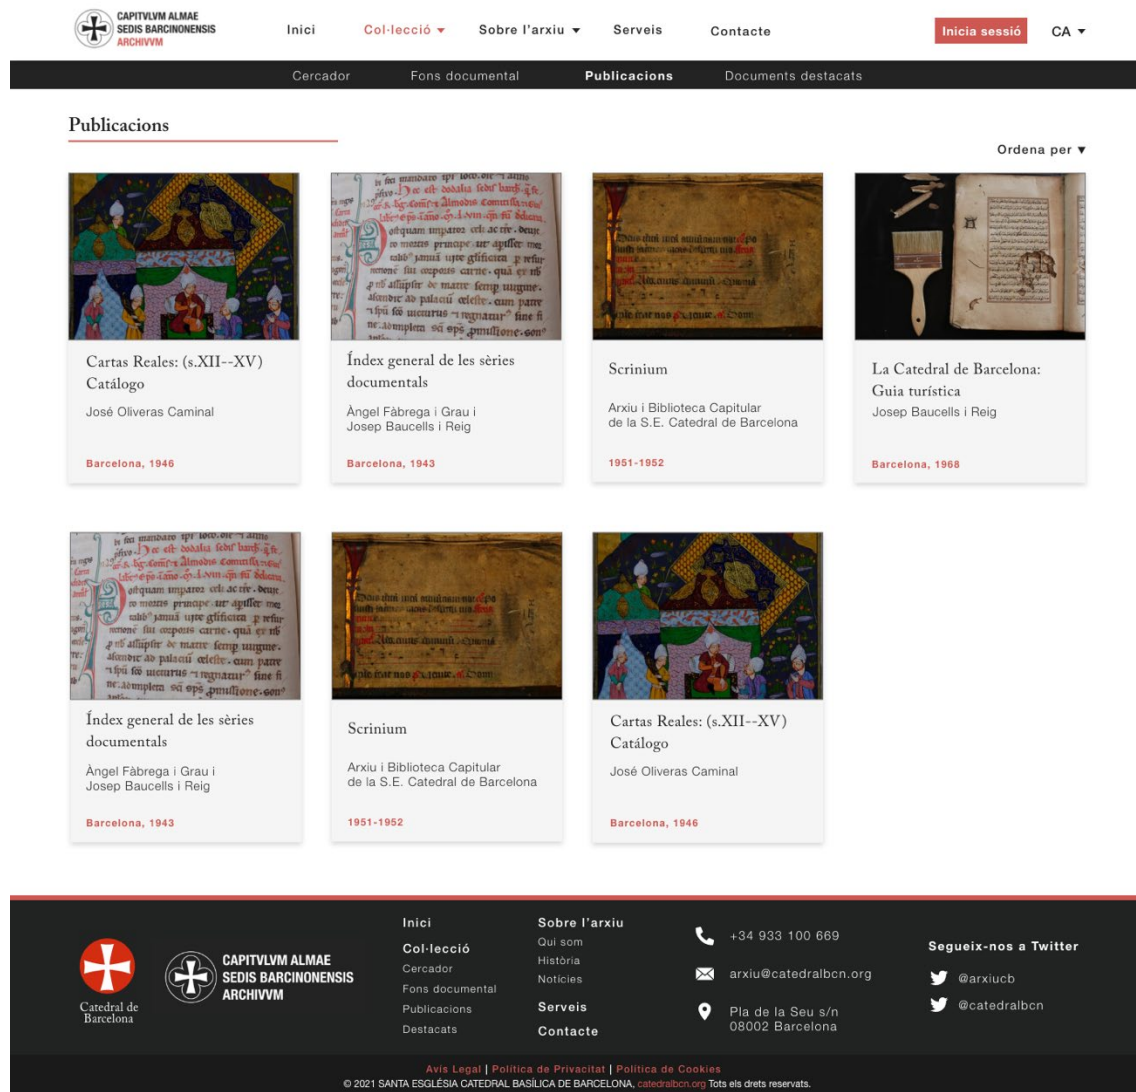 CAPITVLVM ALMAE
SEDIS BARCINONENSIS
ARCHIVVM
Inici
Col·lecció
Sobre l'arxiu
Serveis
Contacte
Inicia sessió
CA
Cercador
Fons documental
Publicacions
Documents destacats
Publicacions
Ordena per
Cartas Reales: (s.XII--XV)
Catálogo
José Oliveras Caminal
Barcelona, 1946
Índex general de les sèries
documentals
Àngel Fàbrega i Grau i
Josep Baucells i Reig
Barcelona, 1943
Scrinium
Arxiu i Biblioteca Capitular
de la S.E. Catedral de Barcelona
1951-1952
La Catedral de Barcelona:
Guia turística
Josep Baucells i Reig
Barcelona, 1968
Índex general de les sèries
documentals
Àngel Fàbrega i Grau i
Josep Baucells i Reig
Barcelona, 1943
Scrinium
Arxiu i Biblioteca Capitular
de la S.E. Catedral de Barcelona
1951-1952
Cartas Reales: (s.XII--XV)
Catálogo
José Oliveras Caminal
Barcelona, 1946
Catedral de
Barcelona
CAPITVLVM ALMAE
SEDIS BARCINONENSIS
ARCHIVVM
Inici
Col·lecció
Cercador
Fons documental
Publicacions
Destacats
Sobre l'arxiu
Qui som
Història
Notícies
Serveis
Contacte
+34 933 100 669
arxiu@catedralbcn.org
Pla de la Seu s/n
08002 Barcelona
Segueix-nos a Twitter
@arxiucb
@catedralbcn
Avis Legal | Política de Privacitat | Política de Cookies
© 2021 SANTA ESGLÉSIA CATEDRAL BASÍLICA DE BARCELONA, catedralbcn.org Tots els drets reservats.